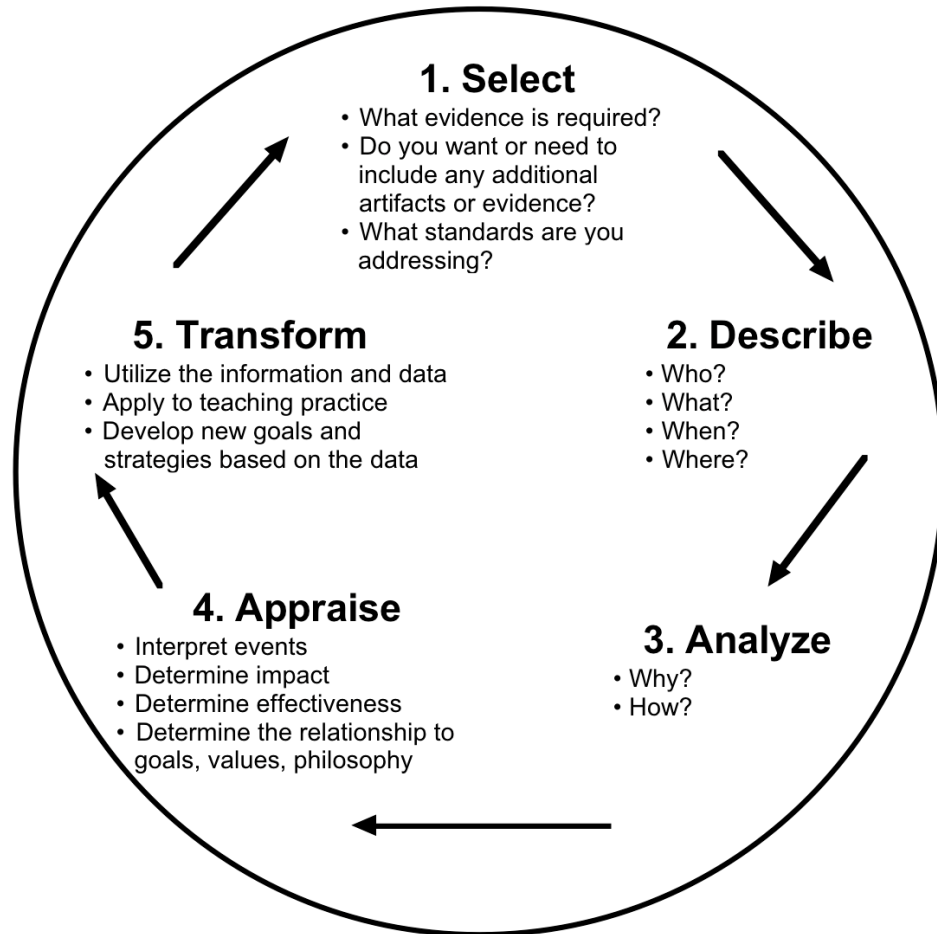 1. Select
• What evidence is required?
• Do you want or need to
include any additional
artifacts or evidence?
• What standards are you
addressing?
2. Describe
• Who?
• What?
• When?
• Where?
3. Analyze
• Why?
• How?
4. Appraise
• Interpret events
• Determine impact
• Determine effectiveness
• Determine the relationship to
goals, values, philosophy
5. Transform
• Utilize the information and data
• Apply to teaching practice
• Develop new goals and
strategies based on the data